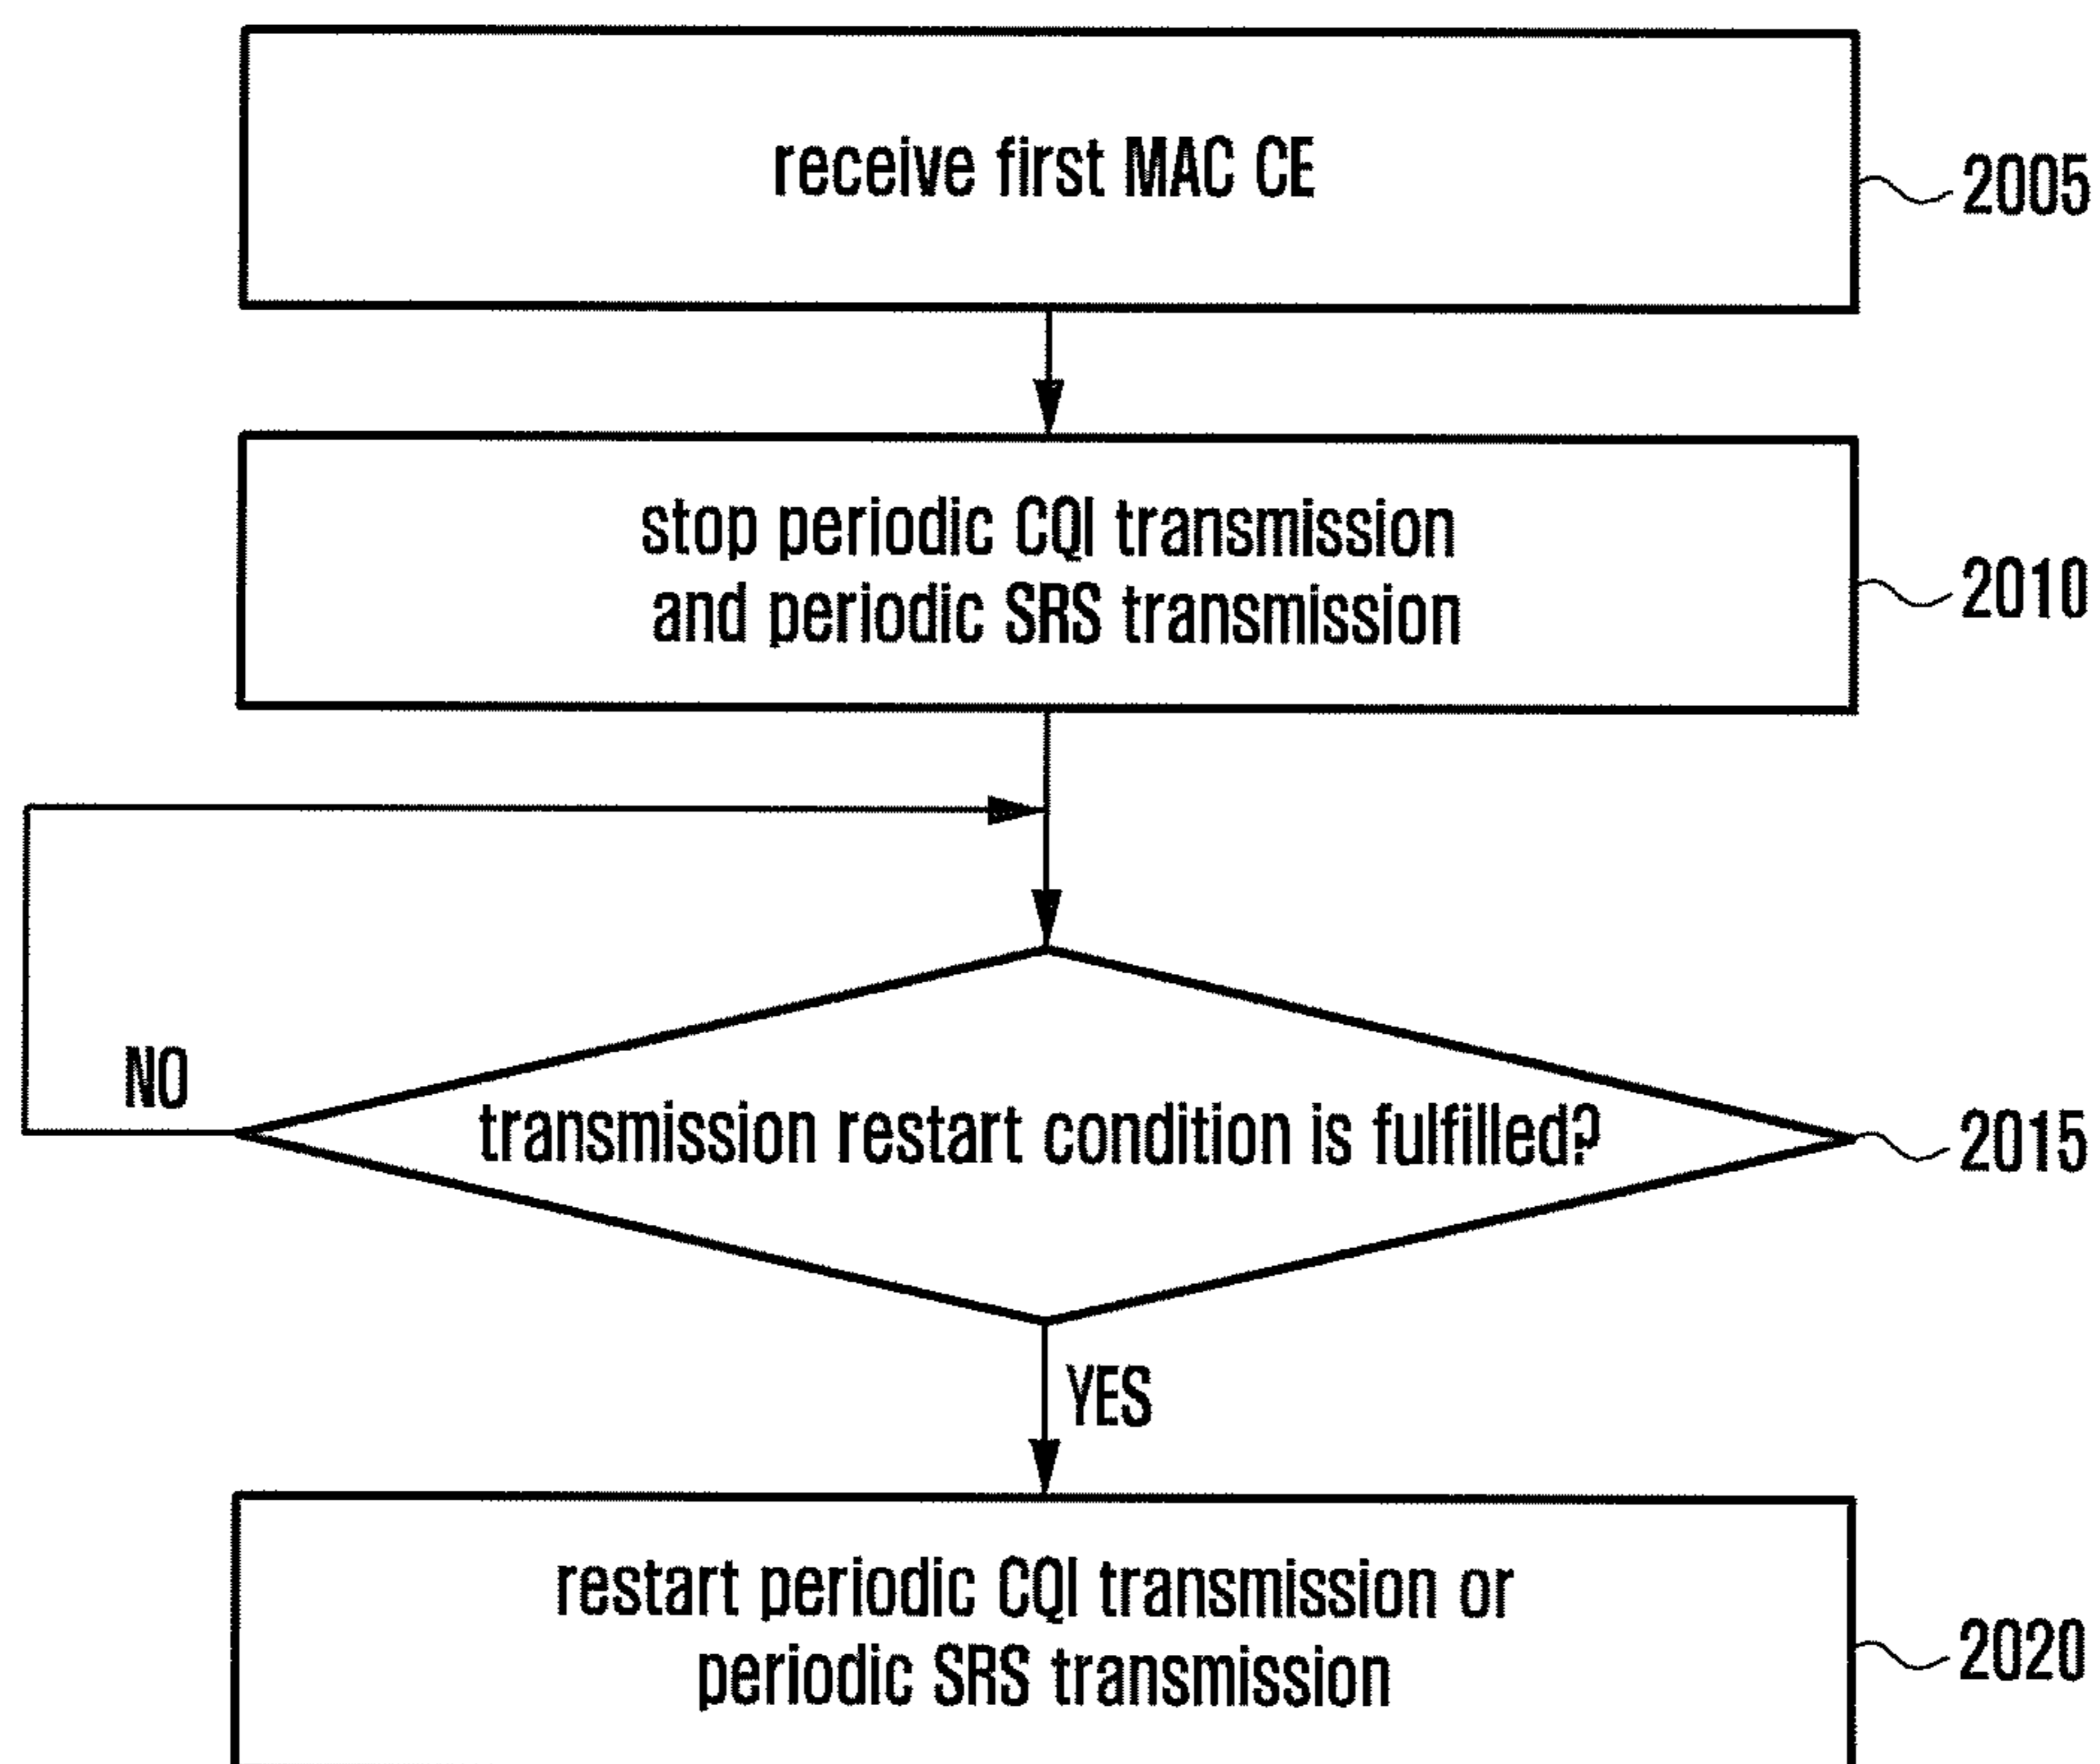 receive first MAC CE
2005
stop periodic CQI transmission
and periodic SRS transmission
2010
NO
transmission restart condition is fulfilled?
2015
YES
restart periodic CQI transmission or
periodic SRS transmission
2020